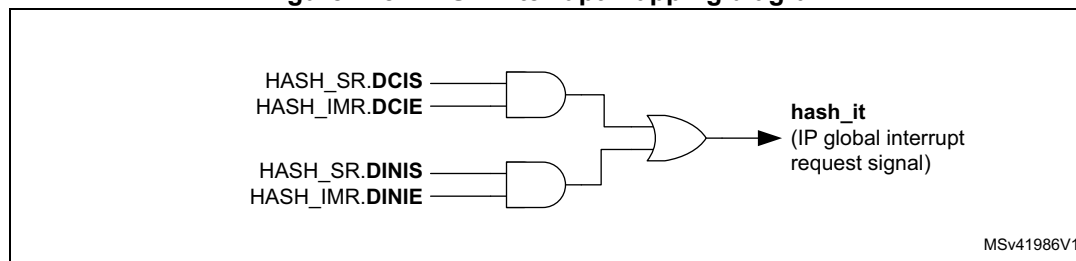 HASH_SR.DCIS
HASH_IMR.DCIE
HASH_SR.DINIS
HASH_IMR.DINIE
hash_it
(IP global interrupt
request signal)
MSv41986V1